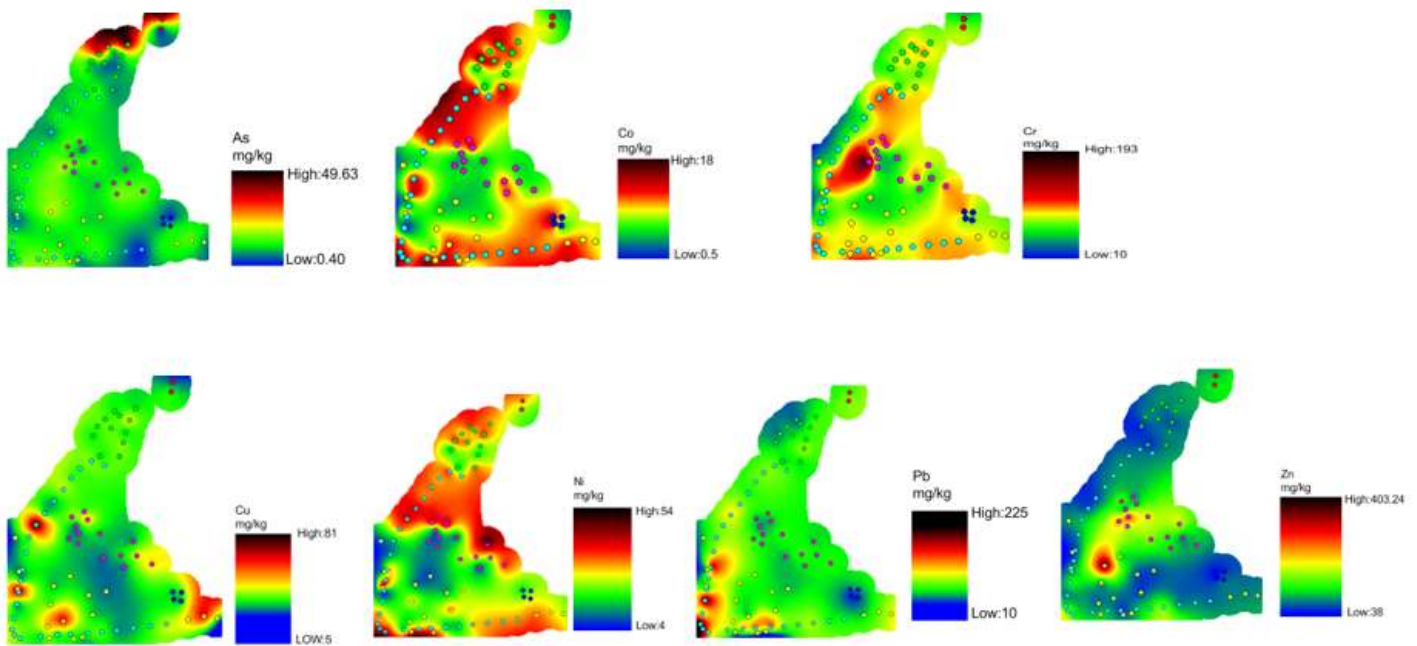 As
mg/kg
High:49.63
Low:0.40
Co
mg/kg
High:18
Low:0.5
Cr
mg/kg
High:193
Low:10
Cu
mg/kg
High:81
LOW:5
Ni
mg/kg
High:54
Low:4
Pb
mg/kg
High:225
Low:10
Zn
mg/kg
High:403.24
Low:38